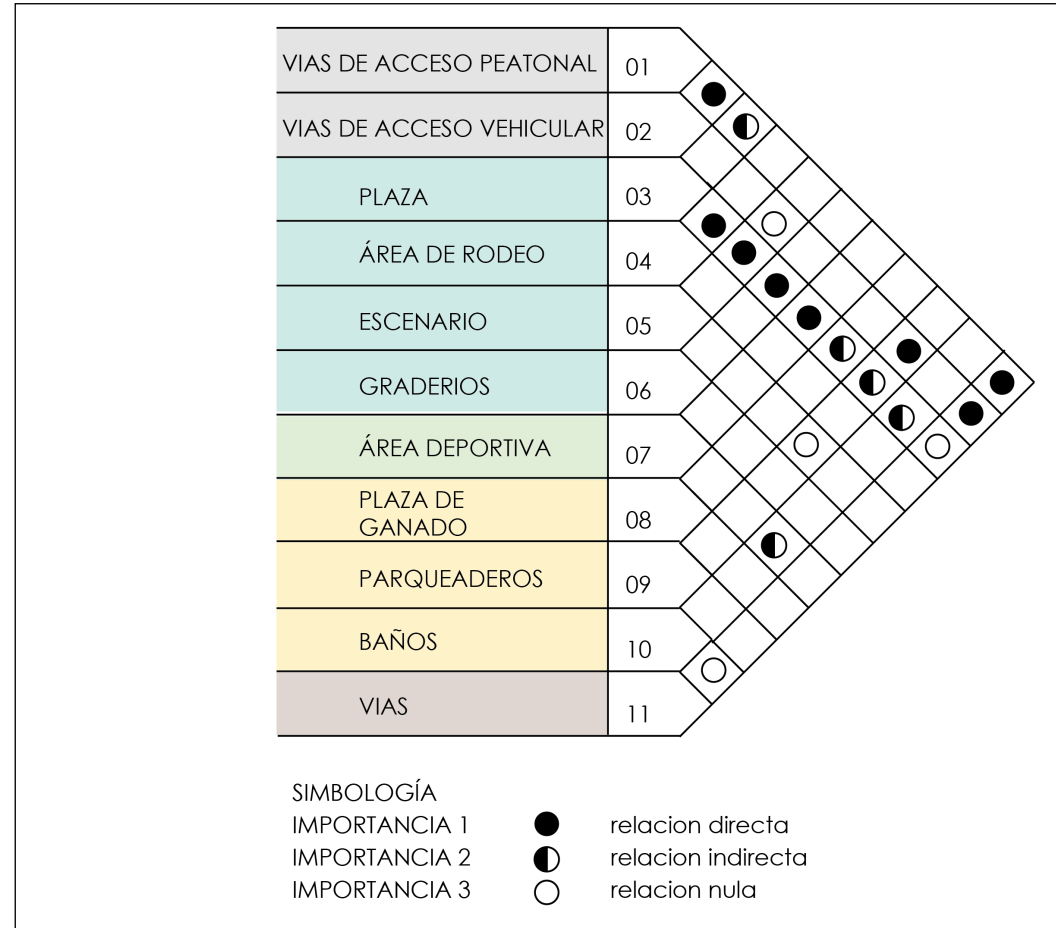 VIAS DE ACCESO PEATONAL 01
VIAS DE ACCESO VEHICULAR 02
PLAZA 03
ÁREA DE RODEO 04
ESCENARIO 05
GRADERIOS 06
ÁREA DEPORTIVA 07
PLAZA DE
GANADO 08
PARQUEADEROS 09
BAÑOS 10
VIAS 11
SIMBOLOGÍA
IMPORTANCIA 1 relacion directa
IMPORTANCIA 2 relacion indirecta
IMPORTANCIA 3 relacion nula